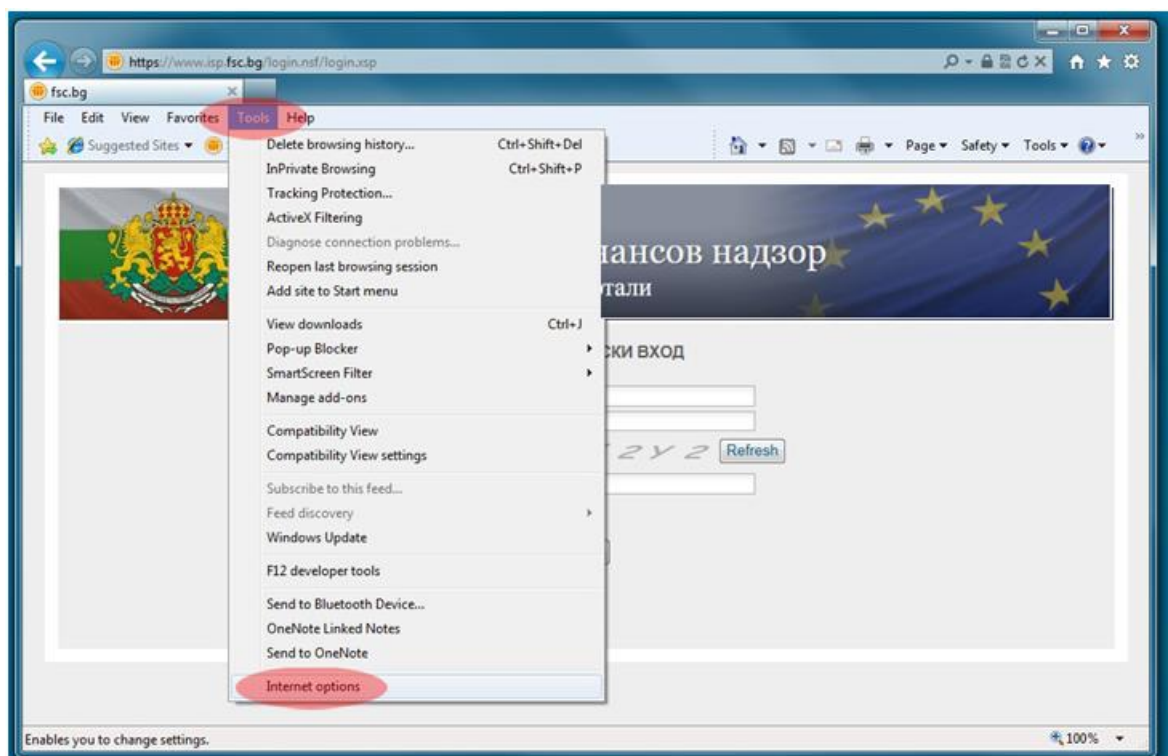 https://www.isp.fsc.bg/login.nsf/login.xsp
fsc.bg
File Edit View Favorites Tools Help
Suggested Sites
Page Safety Tools
Delete browsing history... Ctrl+Shift+Del
InPrivate Browsing Ctrl+Shift+P
Tracking Protection...
ActiveX Filtering
Diagnose connection problems...
Reopen last browsing session
Add site to Start menu
View downloads Ctrl+J
Pop-up Blocker
SmartScreen Filter
Manage add-ons
Compatibility View
Compatibility View settings
Subscribe to this feed...
Feed discovery
Windows Update
F12 developer tools
Send to Bluetooth Device...
OneNote Linked Notes
Send to OneNote
Internet options
нансов надзор
тали
СКИ ВХОД
2 Y 2 Refresh
Enables you to change settings.
100%